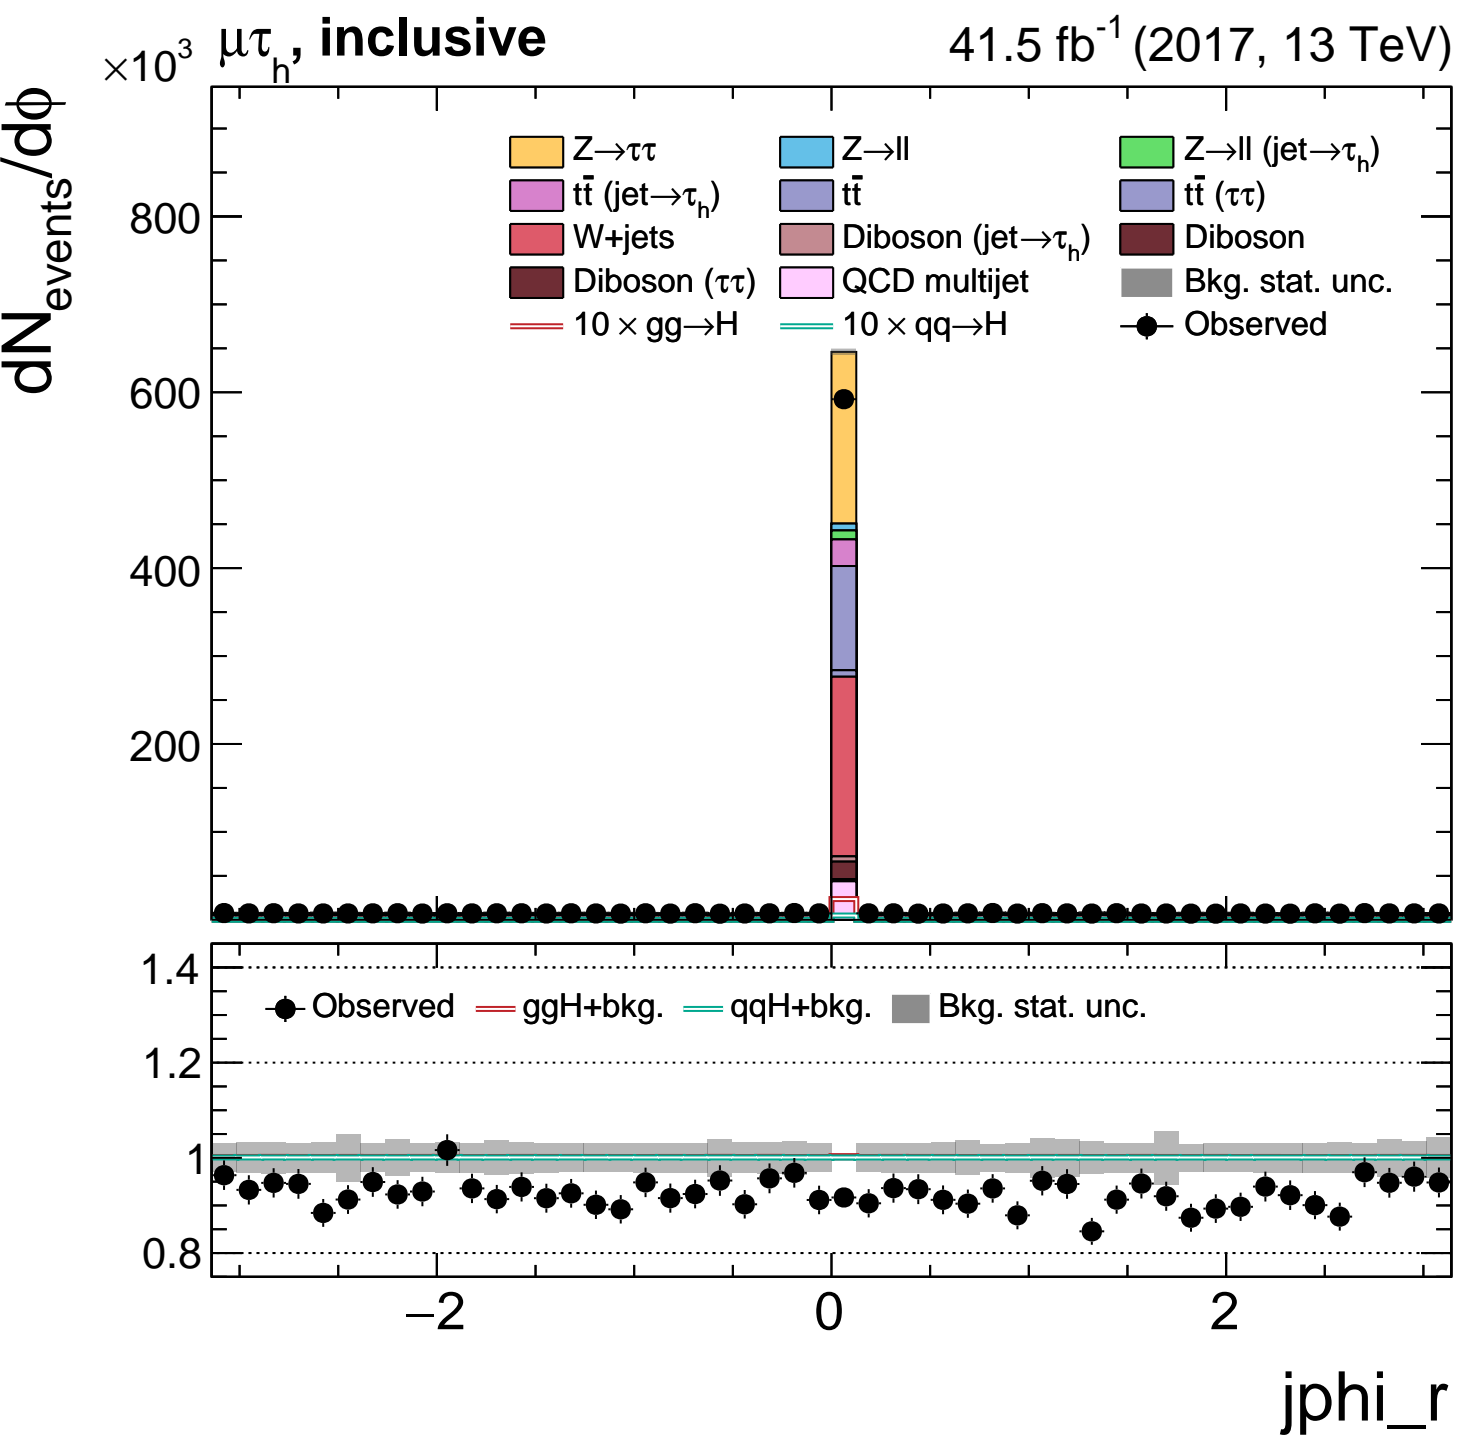 ×10³ μτₕ, inclusive 41.5 fb⁻¹ (2017, 13 TeV)
dN_events/dϕ
Z→ττ Z→ll Z→ll (jet→τₕ)
tt̄ (jet→τₕ) tt̄ tt̄ (ττ)
W+jets Diboson (jet→τₕ) Diboson
Diboson (ττ) QCD multijet Bkg. stat. unc.
10 × gg→H 10 × qq→H Observed
800
600
400
200
1.4
Observed ggH+bkg. qqH+bkg. Bkg. stat. unc.
1.2
1
0.8
−2 0 2
jphi_r